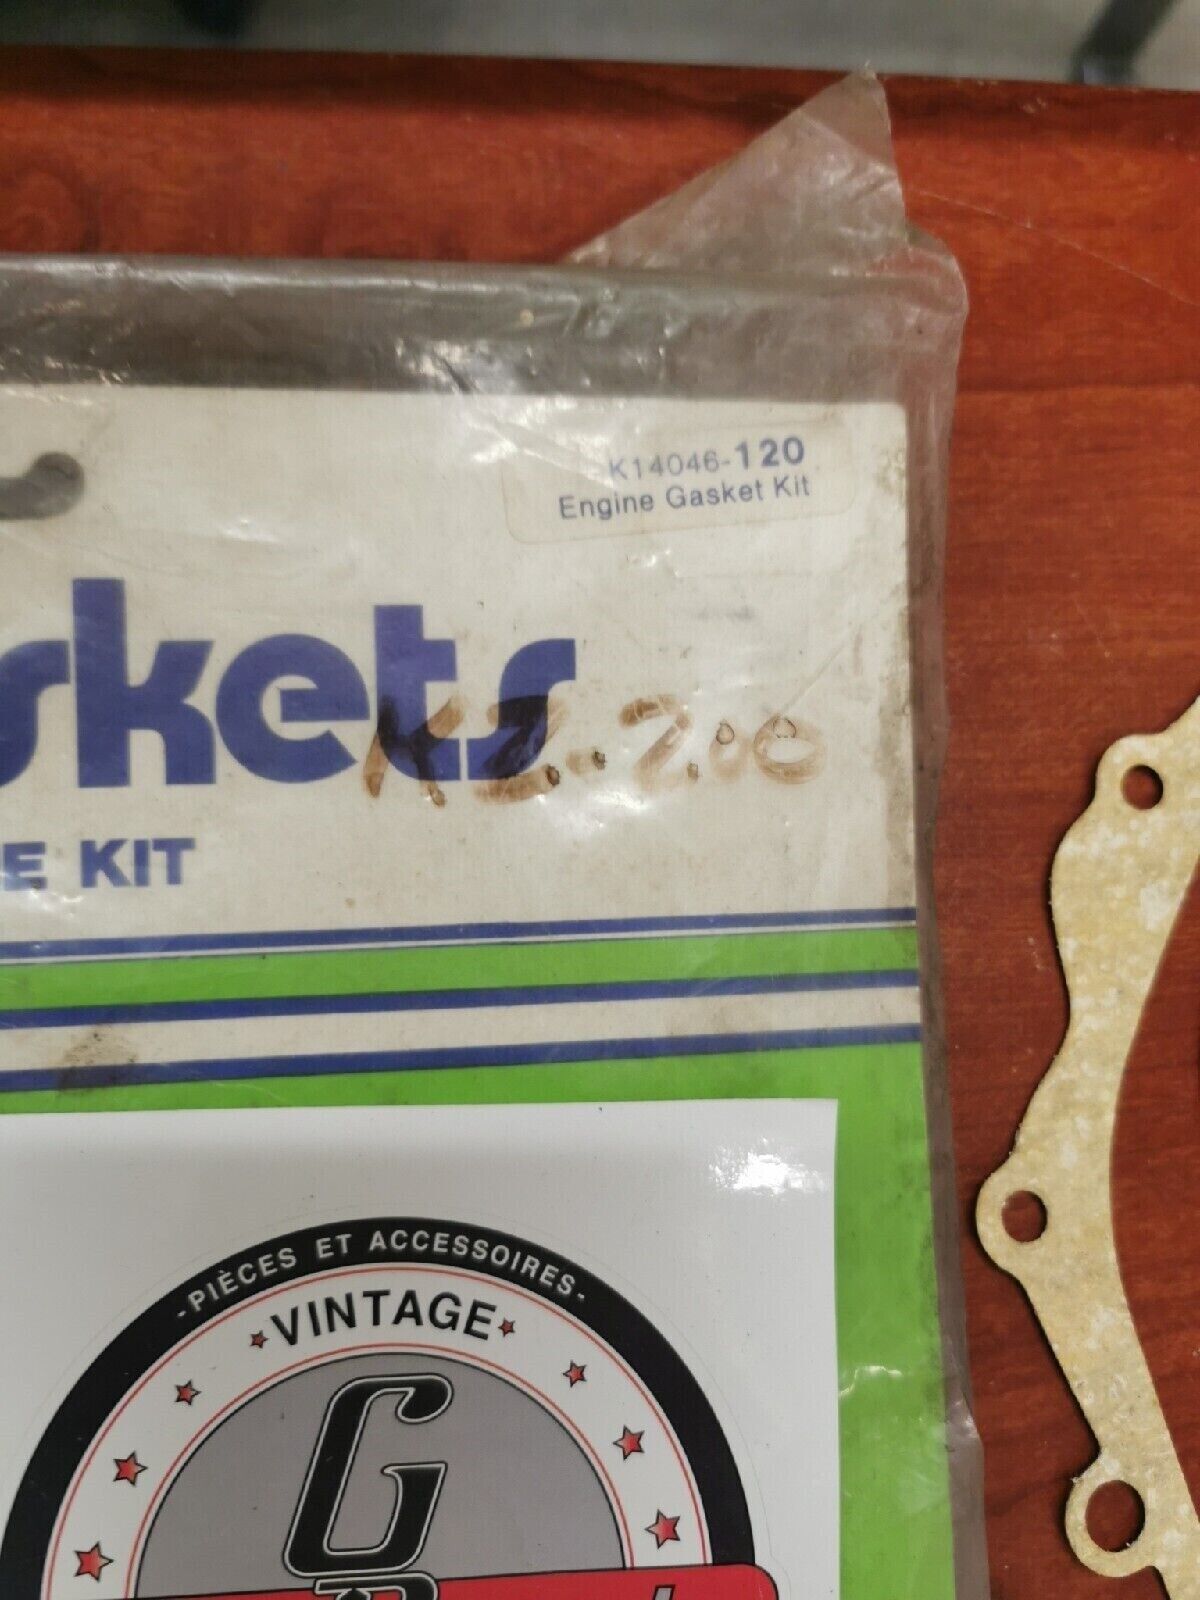 K14046-120
Engine Gasket Kit
skets
KZ-200
E KIT
-PIÈCES ET ACCESSOIRES-
VINTAGE
G